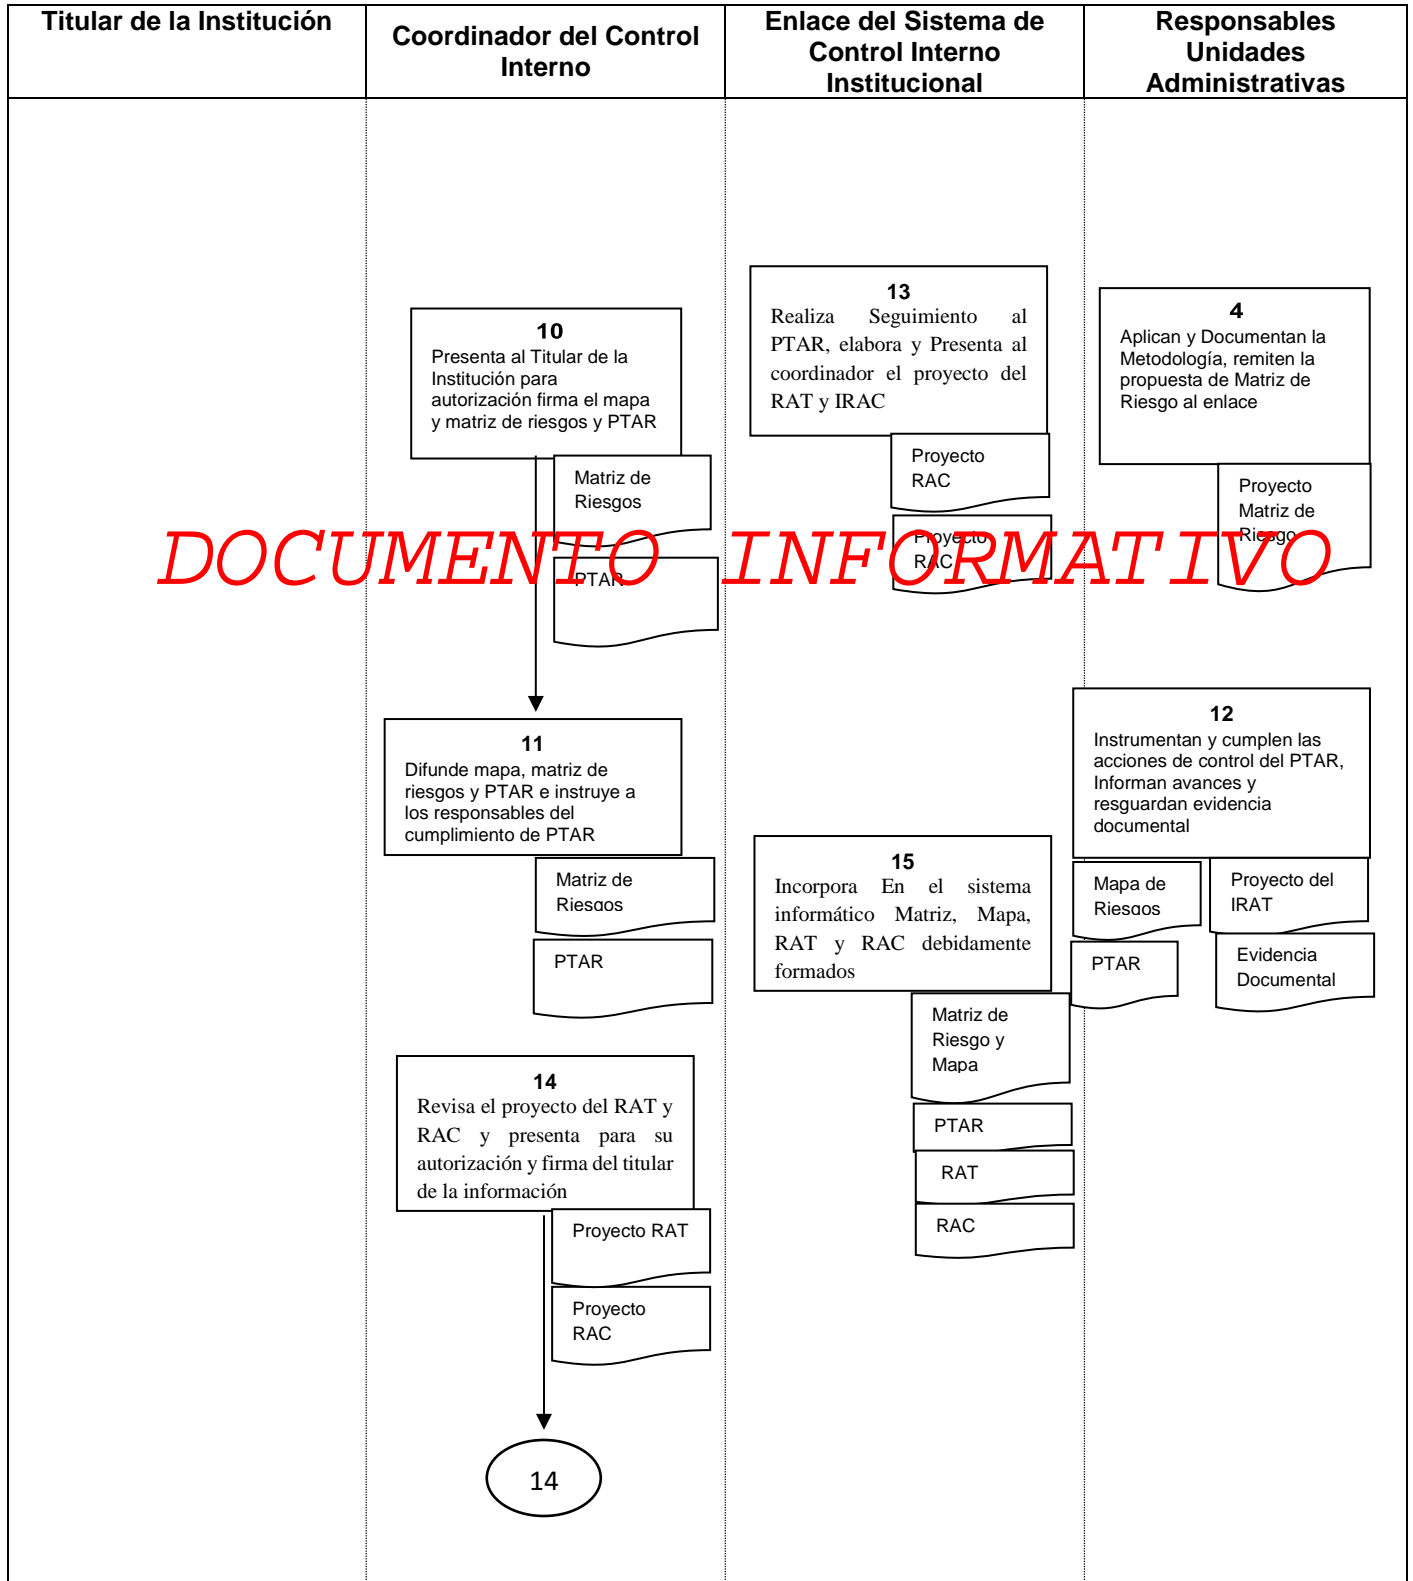 Titular de la Institución
Coordinador del Control
Interno
Enlace del Sistema de
Control Interno
Institucional
Responsables
Unidades
Administrativas
10
Presenta al Titular de la
Institución para
autorización firma el mapa
y matriz de riesgos y PTAR
Matriz de
Riesgos
PTAR
11
Difunde mapa, matriz de
riesgos y PTAR e instruye a
los responsables del
cumplimiento de PTAR
Matriz de
Riesgos
PTAR
14
Revisa el proyecto del RAT y
RAC y presenta para su
autorización y firma del titular
de la información
Proyecto RAT
Proyecto
RAC
14
13
Realiza Seguimiento al
PTAR, elabora y Presenta al
coordinador el proyecto del
RAT y IRAC
Proyecto
RAC
Proyecto
RAC
15
Incorpora En el sistema
informático Matriz, Mapa,
RAT y RAC debidamente
formados
Matriz de
Riesgo y
Mapa
PTAR
RAT
RAC
4
Aplican y Documentan la
Metodología, remiten la
propuesta de Matriz de
Riesgo al enlace
Proyecto
Matriz de
Riesgo
12
Instrumentan y cumplen las
acciones de control del PTAR,
Informan avances y
resguardan evidencia
documental
Mapa de
Riesgos
PTAR
Proyecto del
IRAT
Evidencia
Documental
DOCUMENTO INFORMATIVO